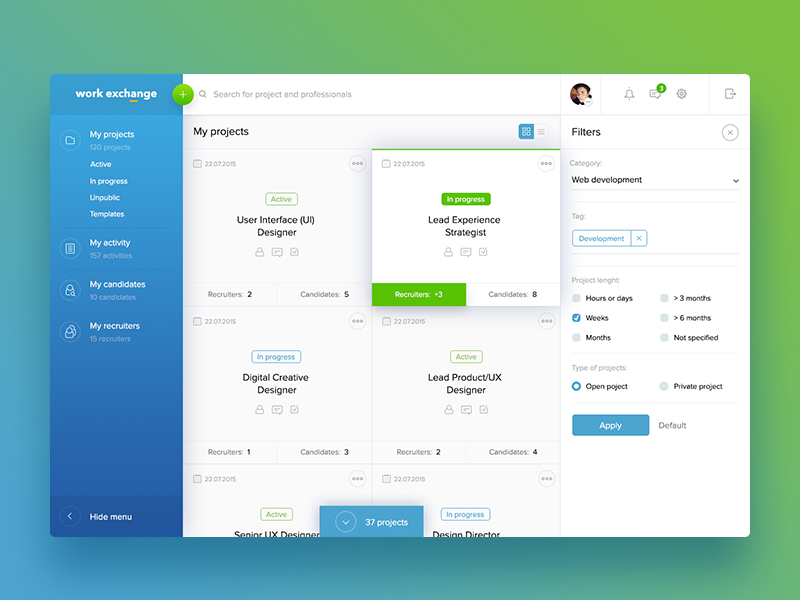 work exchange
+
Search for project and professionals
3
My projects
120 projects
Active
In progress
Unpublic
Templates
My activity
157 activities
My candidates
10 candidates
My recruiters
15 recruiters
Hide menu
My projects
22.07.2015
Active
User Interface (UI)
Designer
Recruiters: 2
Candidates: 5
22.07.2015
In progress
Lead Experience
Strategist
Recruiters: +3
Candidates: 8
22.07.2015
In progress
Digital Creative
Designer
Recruiters: 1
Candidates: 3
22.07.2015
Active
Lead Product/UX
Designer
Recruiters: 2
Candidates: 4
22.07.2015
Active
Senior UX Designer
22.07.2015
In progress
Design Director
37 projects
Filters
Category:
Web development
Tag:
Development
Project lenght:
Hours or days
> 3 months
Weeks
> 6 months
Months
Not specified
Type of projects:
Open poject
Private project
Apply
Default